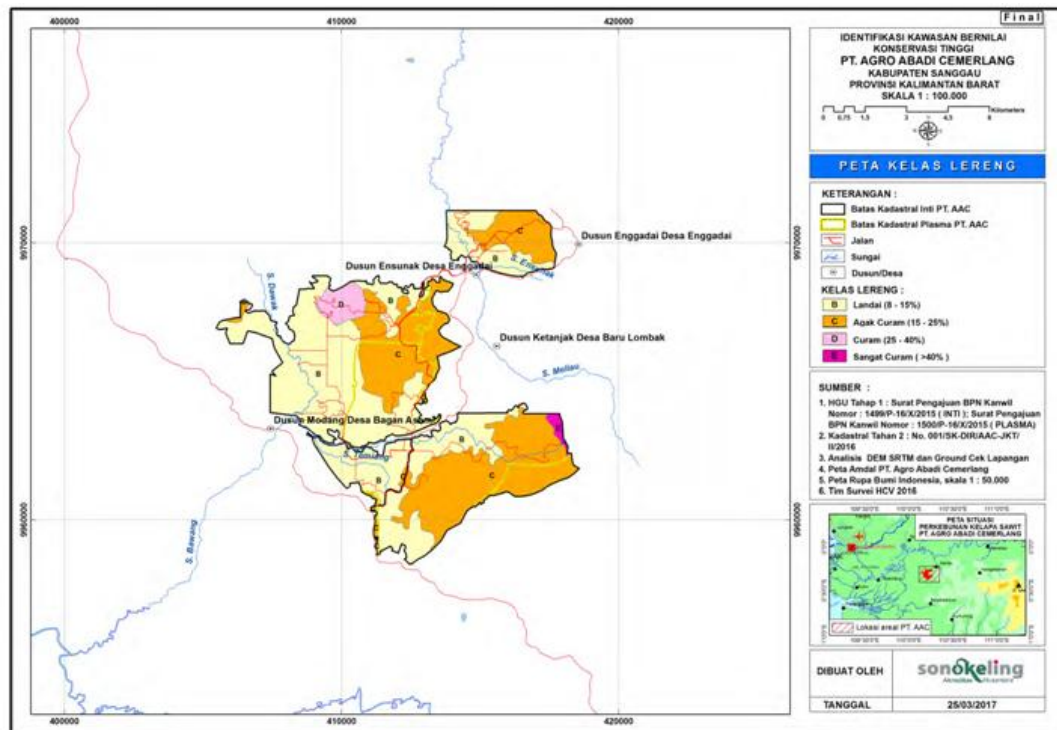 Final
400000
410000
420000
IDENTIFIKASI KAWASAN BERNILAI
KONSERVASI TINGGI
PT. AGRO ABADI CEMERLANG
KABUPATEN SANGGAU
PROVINSI KALIMANTAN BARAT
SKALA 1 : 100.000
Kilometers
0 0,75 1,5 3 4,5 6
PETA KELAS LERENG
KETERANGAN :
Batas Kadastral Inti PT. AAC
Batas Kadastral Plasma PT. AAC
Jalan
Sungai
Dusun/Desa
KELAS LERENG :
B Landai (8 - 15%)
C Agak Curam (15 - 25%)
D Curam (25 - 40%)
E Sangat Curam ( >40% )
SUMBER :
1. HGU Tahap 1 : Surat Pengajuan BPN Kanwil
Nomor : 1499/P-16/X/2015 ( INTI ); Surat Pengajuan
BPN Kanwil Nomor : 1500/P-16/X/2015 ( PLASMA)
2. Kadastral Tahan 2 : No. 001/SK-DIR/AAC-JKT/
II/2016
3. Analisis DEM SRTM dan Ground Cek Lapangan
4. Peta Amdal PT. Agro Abadi Cemerlang
5. Peta Rupa Bumi Indonesia, skala 1 : 50.000
6. Tim Survei HCV 2016
PETA SITUASI
PERKEBUNAN KELAPA SAWIT
PT. AGRO ABADI CEMERLANG
Lokasi areal PT. AAC
DIBUAT OLEH
sonokeling
TANGGAL
25/03/2017
9970000
9970000
9960000
9960000
C
Dusun Enggadai Desa Enggadai
B
S. Ensunak
Dusun Ensunak Desa Enggadai
S. Dawak
D
B
Dusun Ketanjak Desa Baru Lombak
C
B
S. Meliau
Dusun Modang Desa Bagan Asam
B
B
C
C
S. Bawang
400000
410000
420000